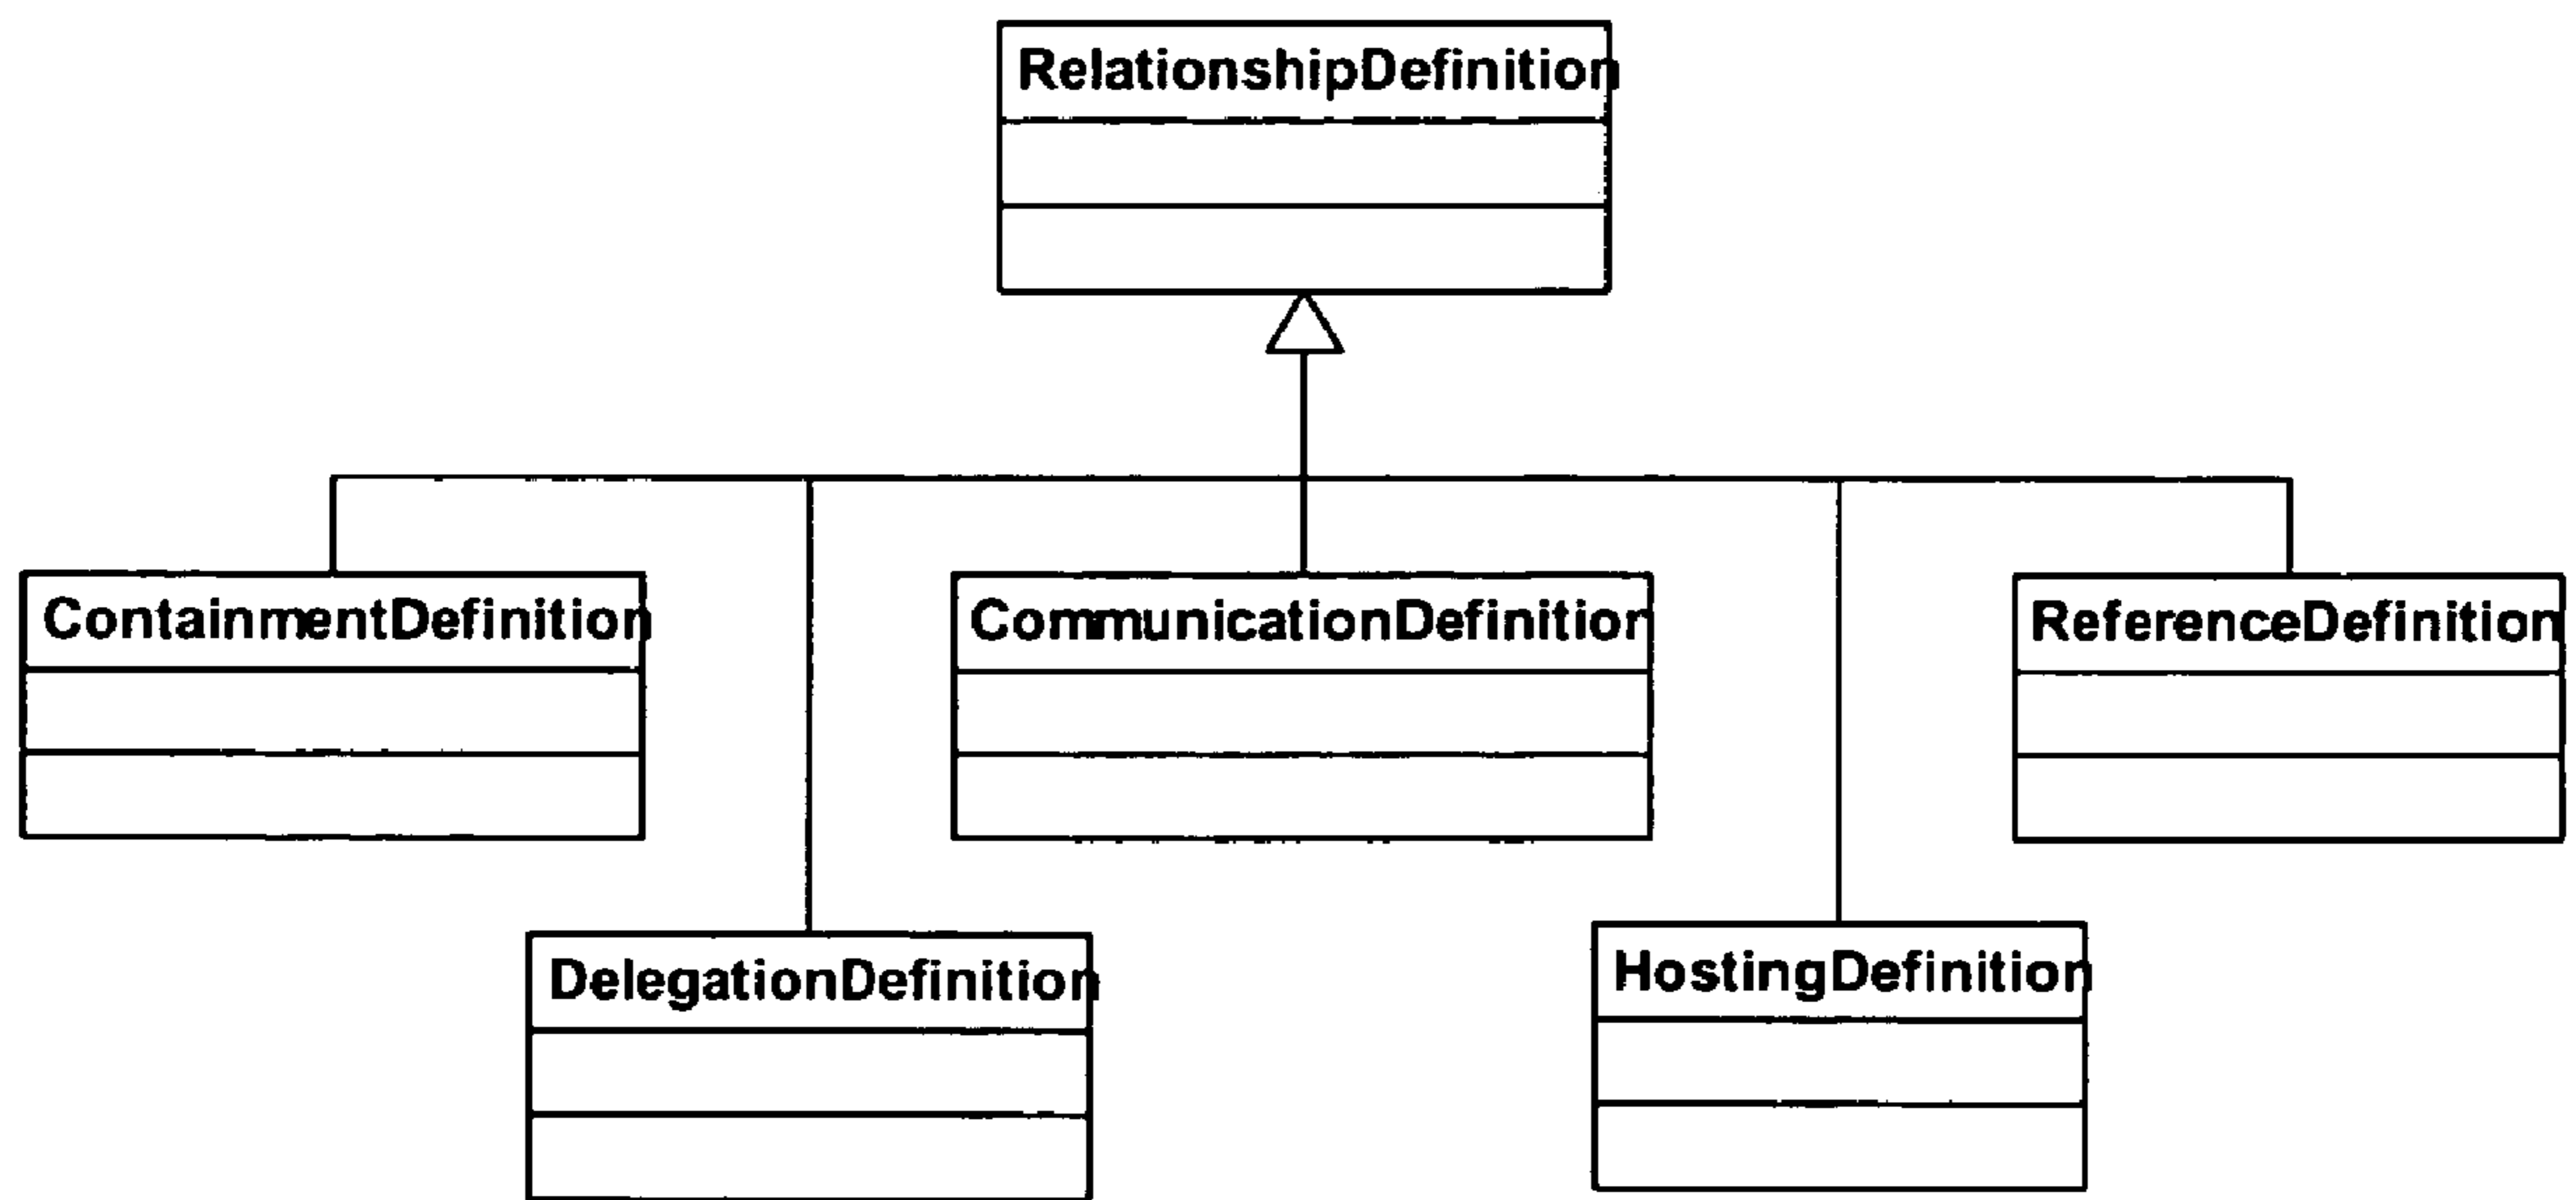 RelationshipDefinition
ContainmentDefinition
CommunicationDefinition
ReferenceDefinition
DelegationDefinition
HostingDefinition